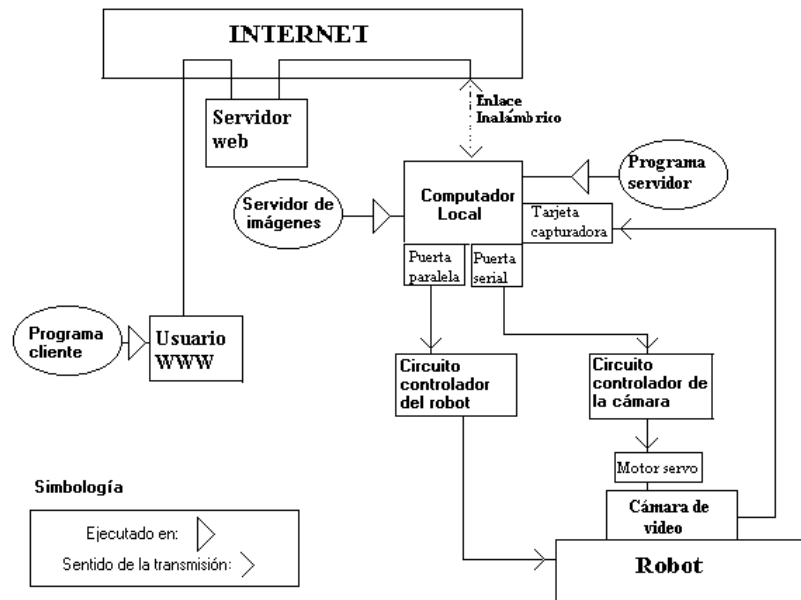 INTERNET
Enlace
Inalámbrico
Servidor
web
Programa
servidor
Computador
Local
Servidor de
imágenes
Tarjeta
capturadora
Puerta
paralela
Puerta
serial
Programa
cliente
Usuario
WWW
Circuito
controlador
del robot
Circuito
controlador de
la cámara
Motor servo
Cámara de
video
Robot
Simbología
Ejecutado en:
Sentido de la transmisión: